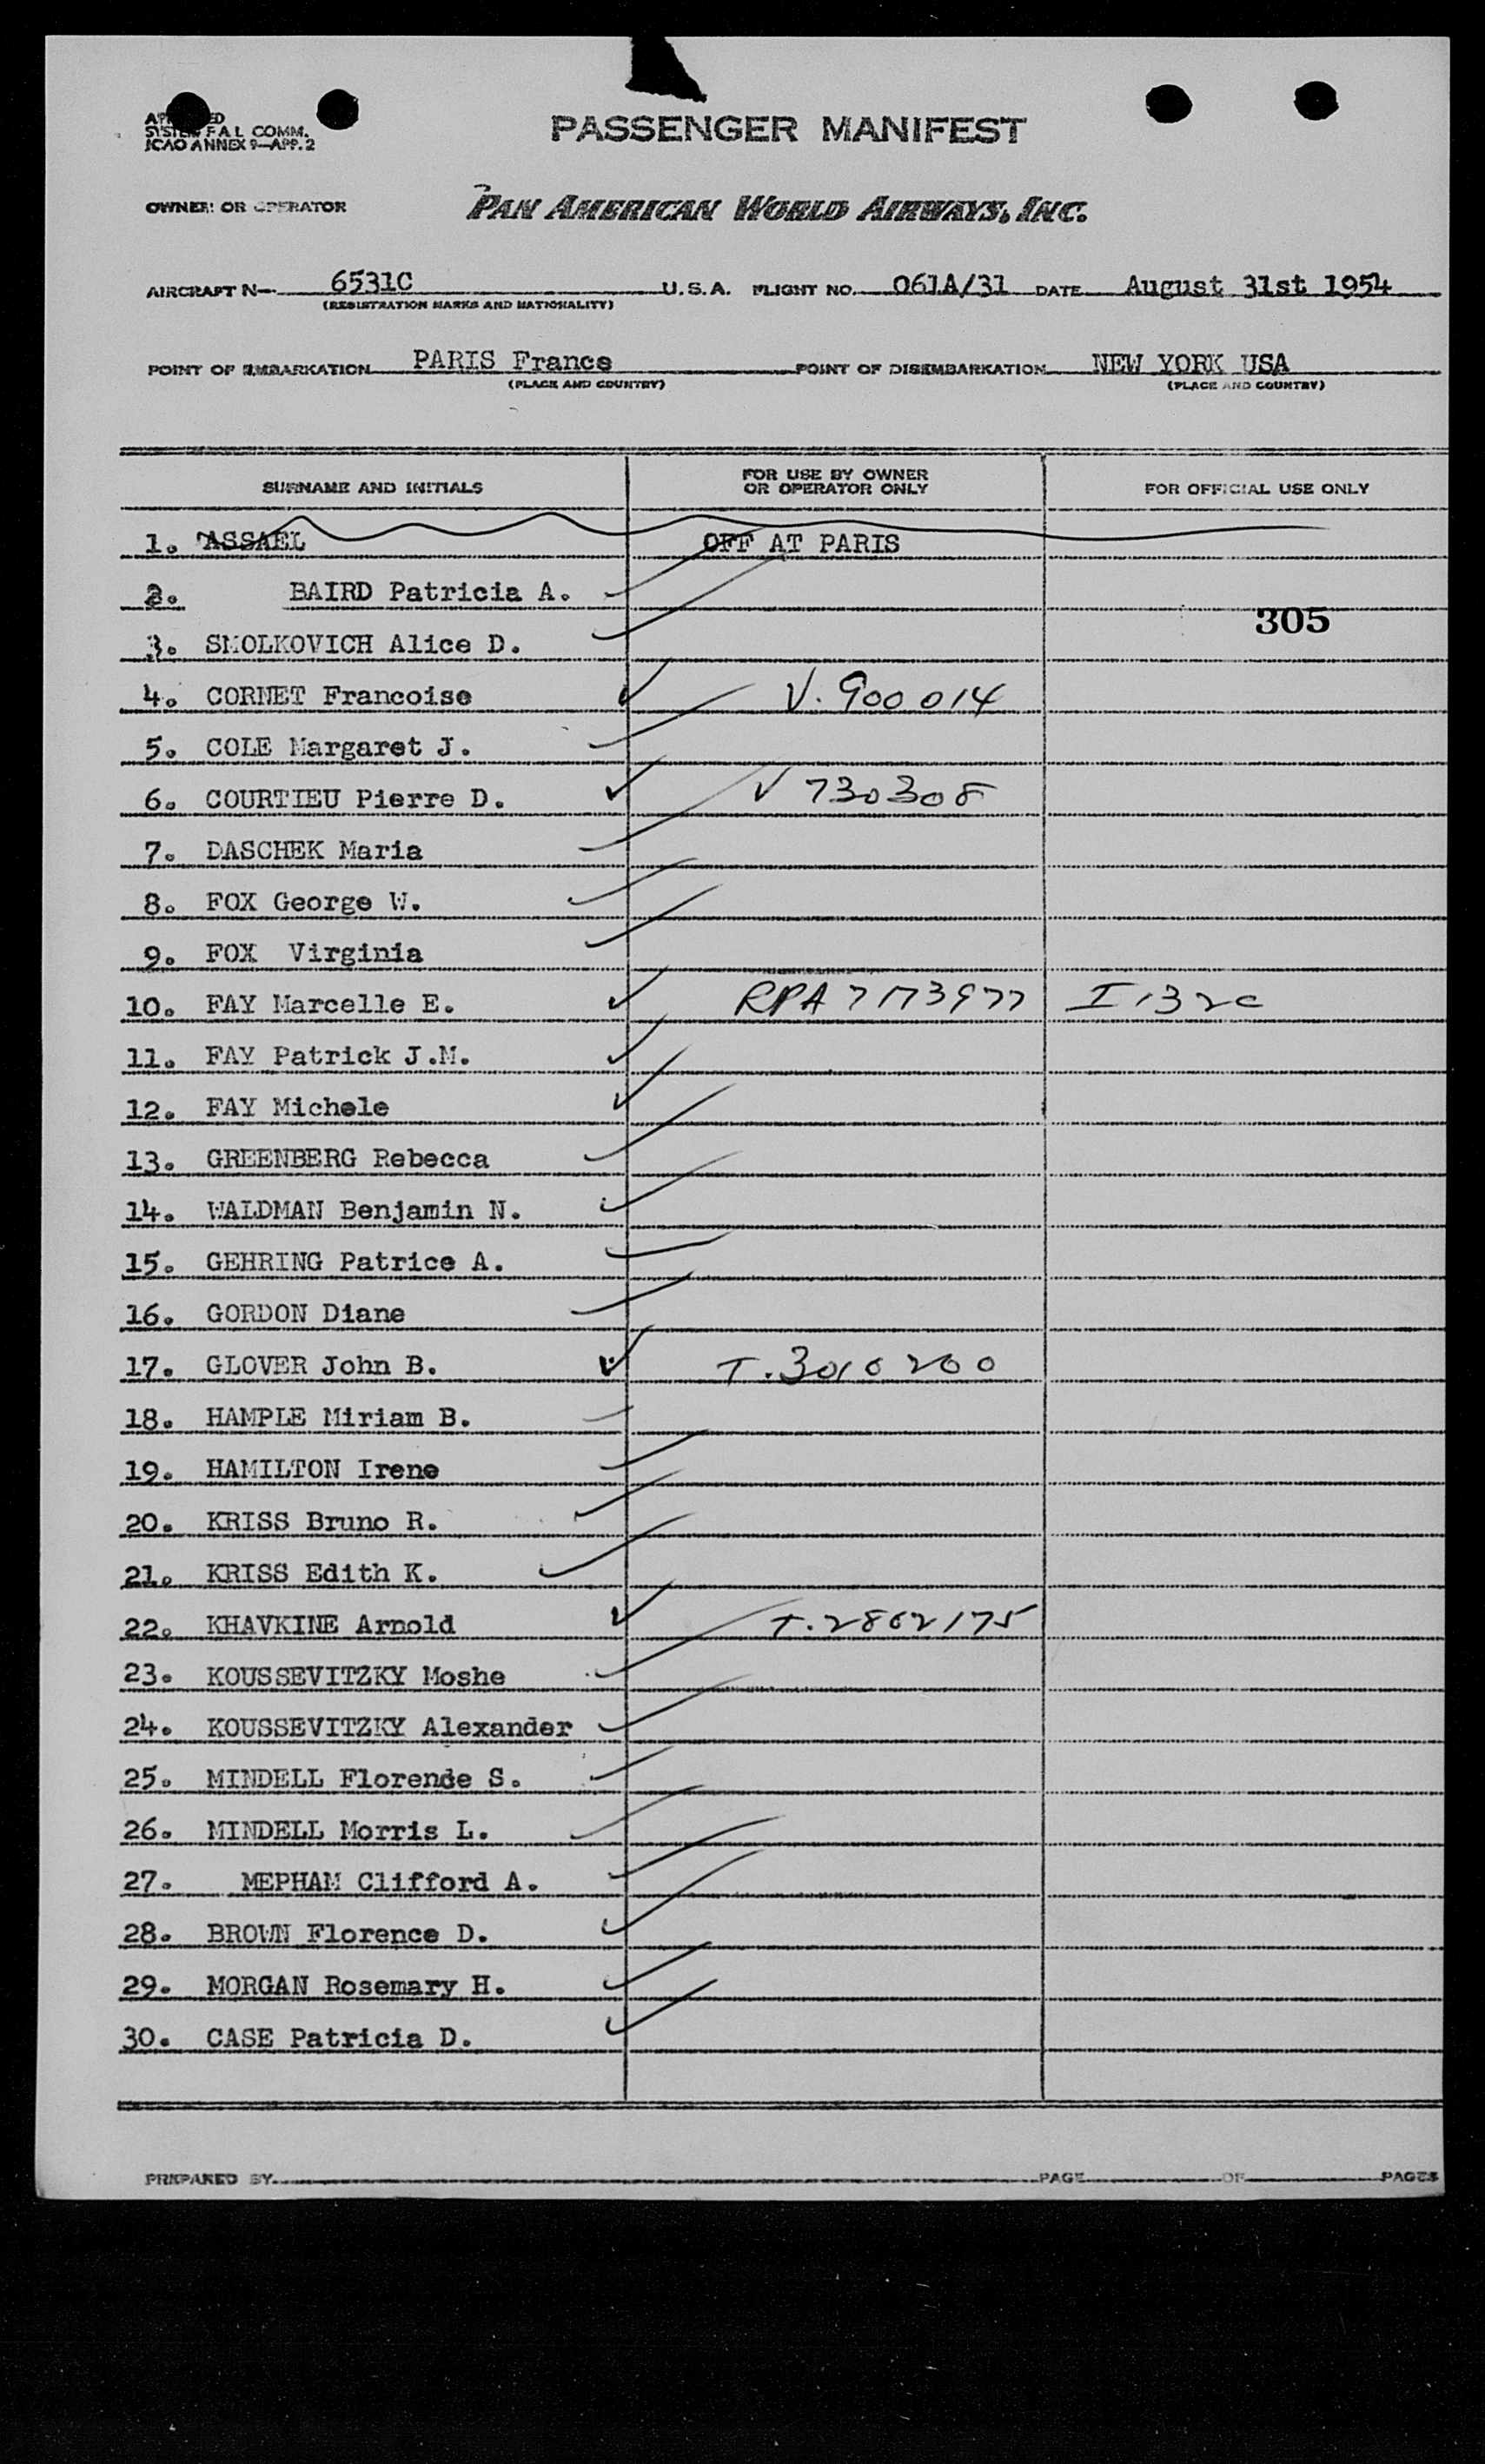 APPROVED
SYSTEM F A L COMM.
ICAO ANNEX 9—APP. 2
PASSENGER MANIFEST
OWNER OR OPERATOR PAN AMERICAN WORLD AIRWAYS, INC.
AIRCRAFT N— 6531C U.S.A. FLIGHT NO. 061A/31 DATE August 31st 1954
(REGISTRATION MARKS AND NATIONALITY)
POINT OF EMBARKATION PARIS France POINT OF DISEMBARKATION NEW YORK USA
(PLACE AND COUNTRY) (PLACE AND COUNTRY)
SURNAME AND INITIALS FOR USE BY OWNER OR OPERATOR ONLY FOR OFFICIAL USE ONLY
1. ASSAEL OFF AT PARIS
2. BAIRD Patricia A.
305
3. SMOLKOVICH Alice D.
4. CORNET Francoise V. 900014
5. COLE Margaret J.
6. COURTIEU Pierre D. V 730308
7. DASCHEK Maria
8. FOX George W.
9. FOX Virginia
10. FAY Marcelle E. RPA 7173977 I 132c
11. FAY Patrick J.M.
12. FAY Michele
13. GREENBERG Rebecca
14. WALDMAN Benjamin N.
15. GEHRING Patrice A.
16. GORDON Diane
17. GLOVER John B. T. 3010200
18. HAMPLE Miriam B.
19. HAMILTON Irene
20. KRISS Bruno R.
21. KRISS Edith K.
22. KHAVKINE Arnold T. 2862175
23. KOUSSEVITZKY Moshe
24. KOUSSEVITZKY Alexander
25. MINDELL Florende S.
26. MINDELL Morris L.
27. MEPHAM Clifford A.
28. BROWN Florence D.
29. MORGAN Rosemary H.
30. CASE Patricia D.
PREPARED BY PAGE OF PAGES